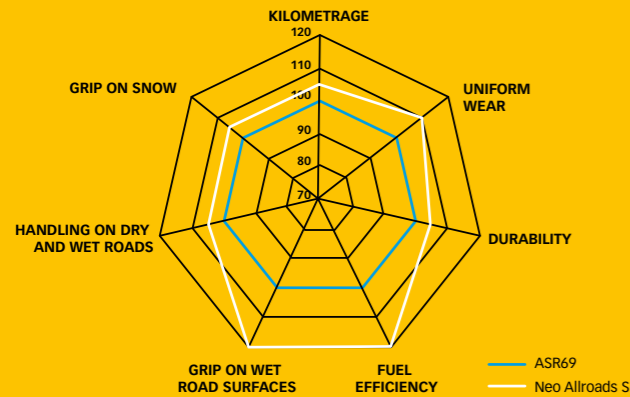 KILOMETRAGE
120
110
100
90
80
70
UNIFORM
WEAR
DURABILITY
FUEL
EFFICIENCY
GRIP ON WET
ROAD SURFACES
HANDLING ON DRY
AND WET ROADS
GRIP ON SNOW
ASR69
Neo Allroads S